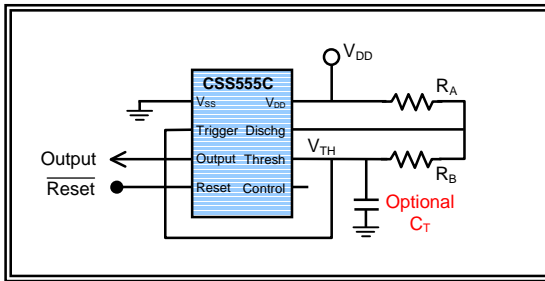 V_DD
CSS555C
R_A
V_SS V_DD
Trigger Dischg
V_TH
Output
Output Thresh
R_B
Reset
Reset Control
Optional
C_T